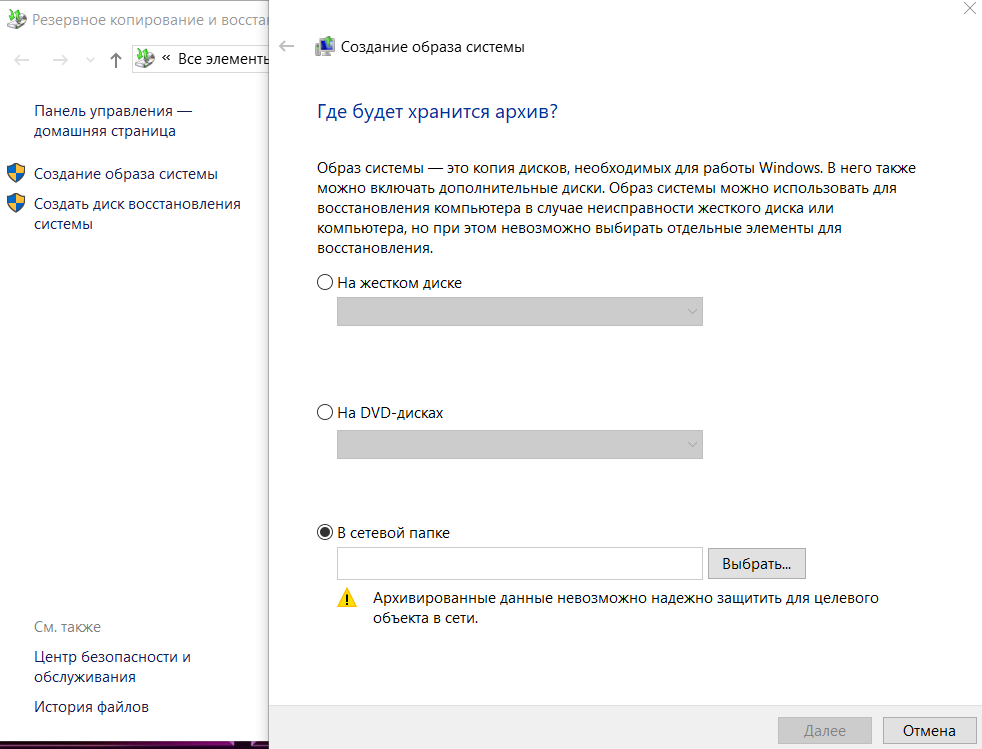 Резервное копирование и восста
« Все элементь
Панель управления —
домашняя страница
Создание образа системы
Создать диск восстановления
системы
См. также
Центр безопасности и
обслуживания
История файлов
Создание образа системы
Где будет хранится архив?
Образ системы — это копия дисков, необходимых для работы Windows. В него также
можно включать дополнительные диски. Образ системы можно использовать для
восстановления компьютера в случае неисправности жесткого диска или
компьютера, но при этом невозможно выбирать отдельные элементы для
восстановления.
На жестком диске
На DVD-дисках
В сетевой папке
Выбрать...
Архивированные данные невозможно надежно защитить для целевого
объекта в сети.
Далее
Отмена